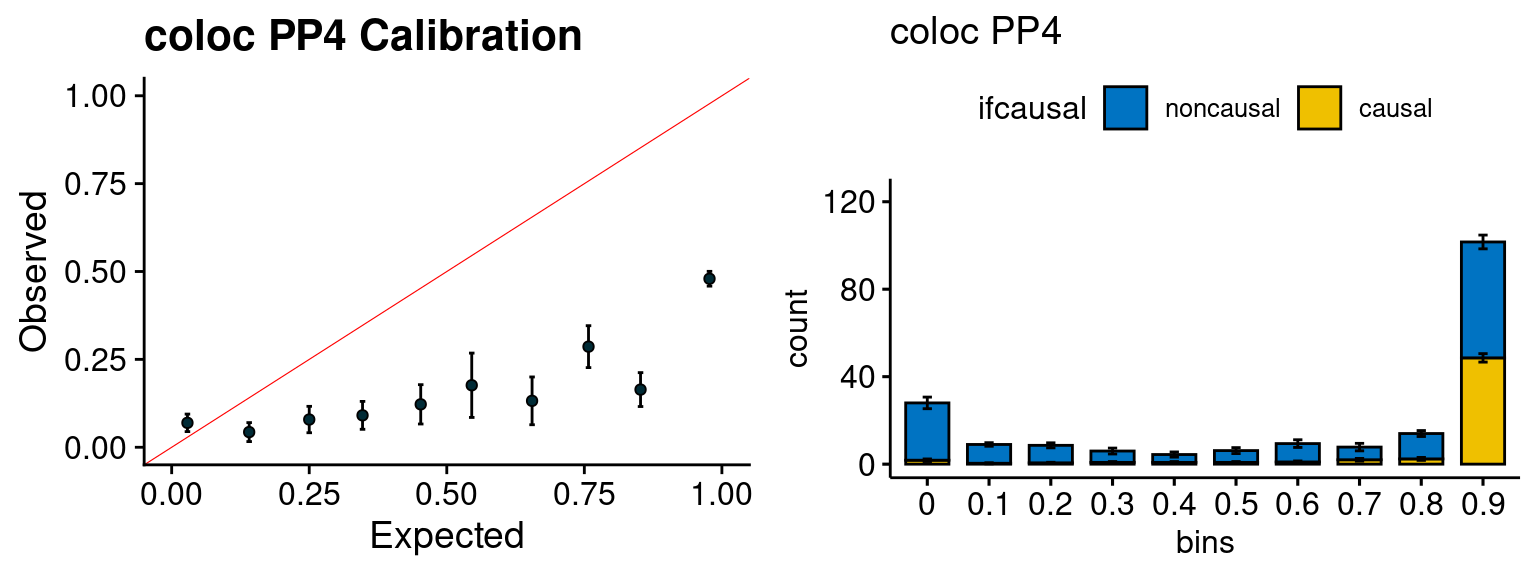 coloc PP4 Calibration
1.00
0.75
0.50
0.25
0.00
Observed
0.00 0.25 0.50 0.75 1.00
Expected
coloc PP4
ifcausal noncausal causal
120
80
40
0
count
0 0.1 0.2 0.3 0.4 0.5 0.6 0.7 0.8 0.9
bins